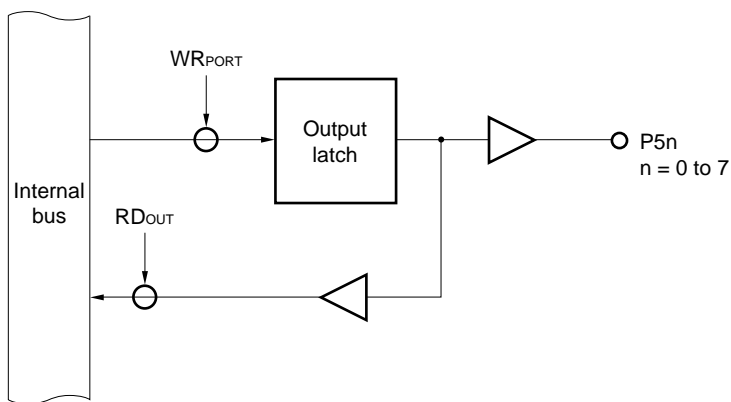 WRPORT
Output
latch
P5n
n = 0 to 7
Internal
bus
RDOUT